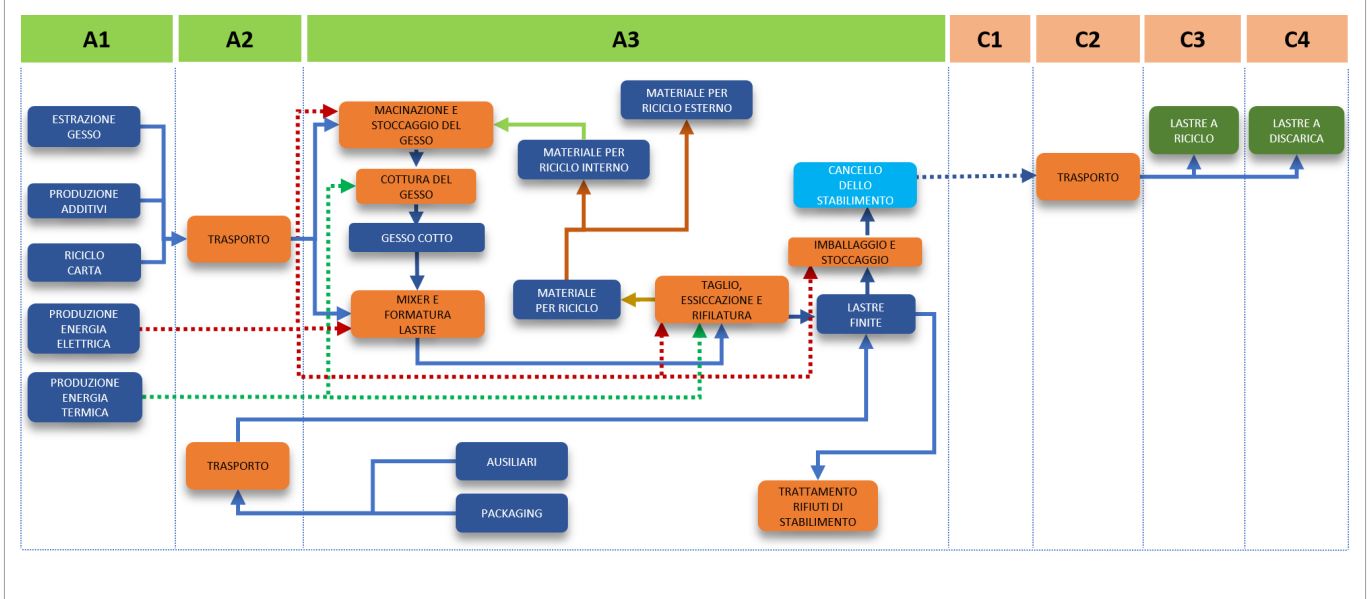 A1
A2
A3
C1
C2
C3
C4
ESTRAZIONE
GESSO
PRODUZIONE
ADDITIVI
RICICLO
CARTA
PRODUZIONE
ENERGIA
ELETTRICA
PRODUZIONE
ENERGIA
TERMICA
TRASPORTO
TRASPORTO
MACINAZIONE E
STOCCAGGIO DEL
GESSO
COTTURA DEL
GESSO
GESSO COTTO
MIXER E
FORMATURA
LASTRE
MATERIALE PER
RICICLO ESTERNO
MATERIALE PER
RICICLO INTERNO
MATERIALE
PER RICICLO
TAGLIO,
ESSICCAZIONE E
RIFILATURA
CANCELLO
DELLO
STABILIMENTO
IMBALLAGGIO E
STOCCAGGIO
LASTRE
FINITE
AUSILIARI
PACKAGING
TRATTAMENTO
RIFIUTI DI
STABILIMENTO
TRASPORTO
LASTRE A
RICICLO
LASTRE A
DISCARICA